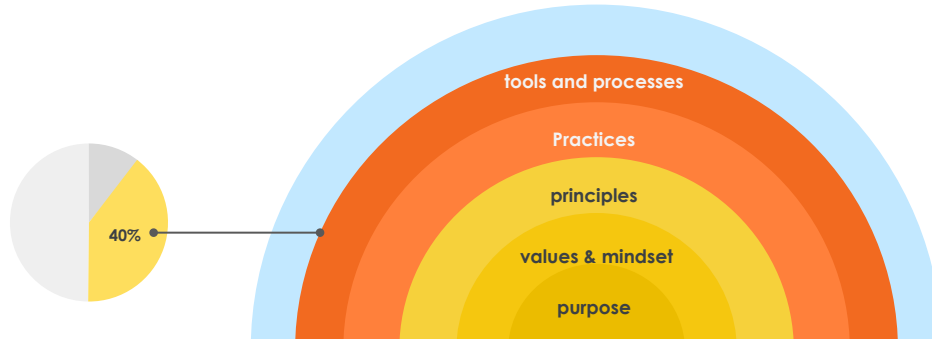 tools and processes
Practices
principles
40%
values & mindset
purpose